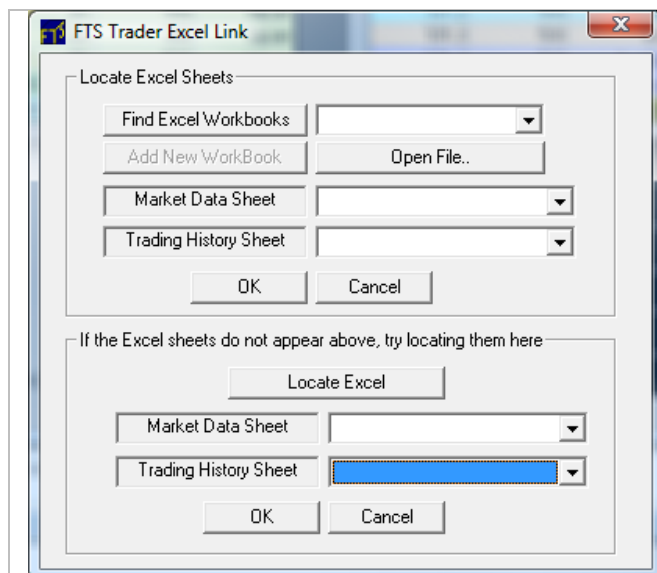 FTS Trader Excel Link
Locate Excel Sheets
Find Excel Workbooks
Add New WorkBook
Open File..
Market Data Sheet
Trading History Sheet
OK
Cancel
If the Excel sheets do not appear above, try locating them here
Locate Excel
Market Data Sheet
Trading History Sheet
OK
Cancel